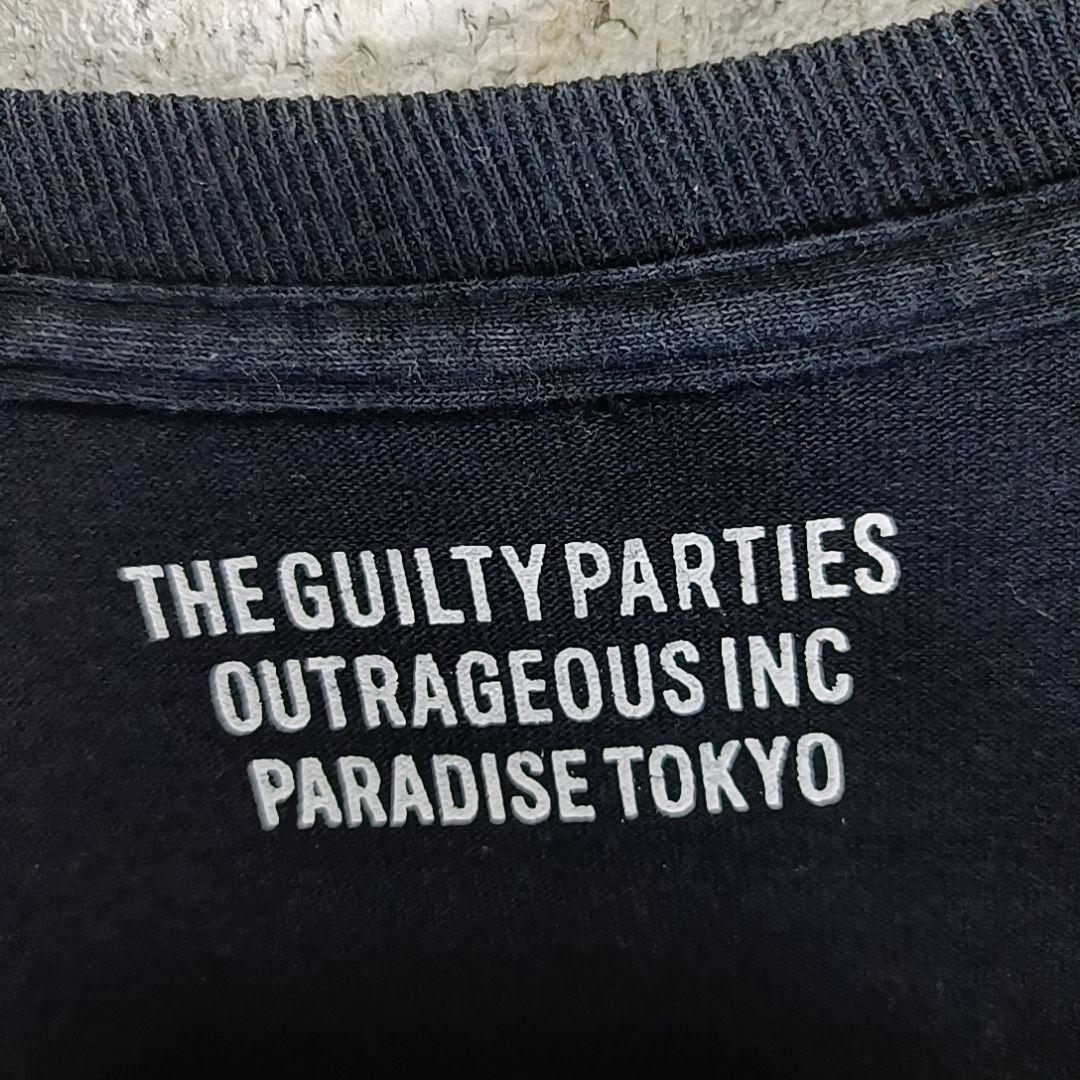 THE GUILTY PARTIES
OUTRAGEOUS INC
PARADISE TOKYO